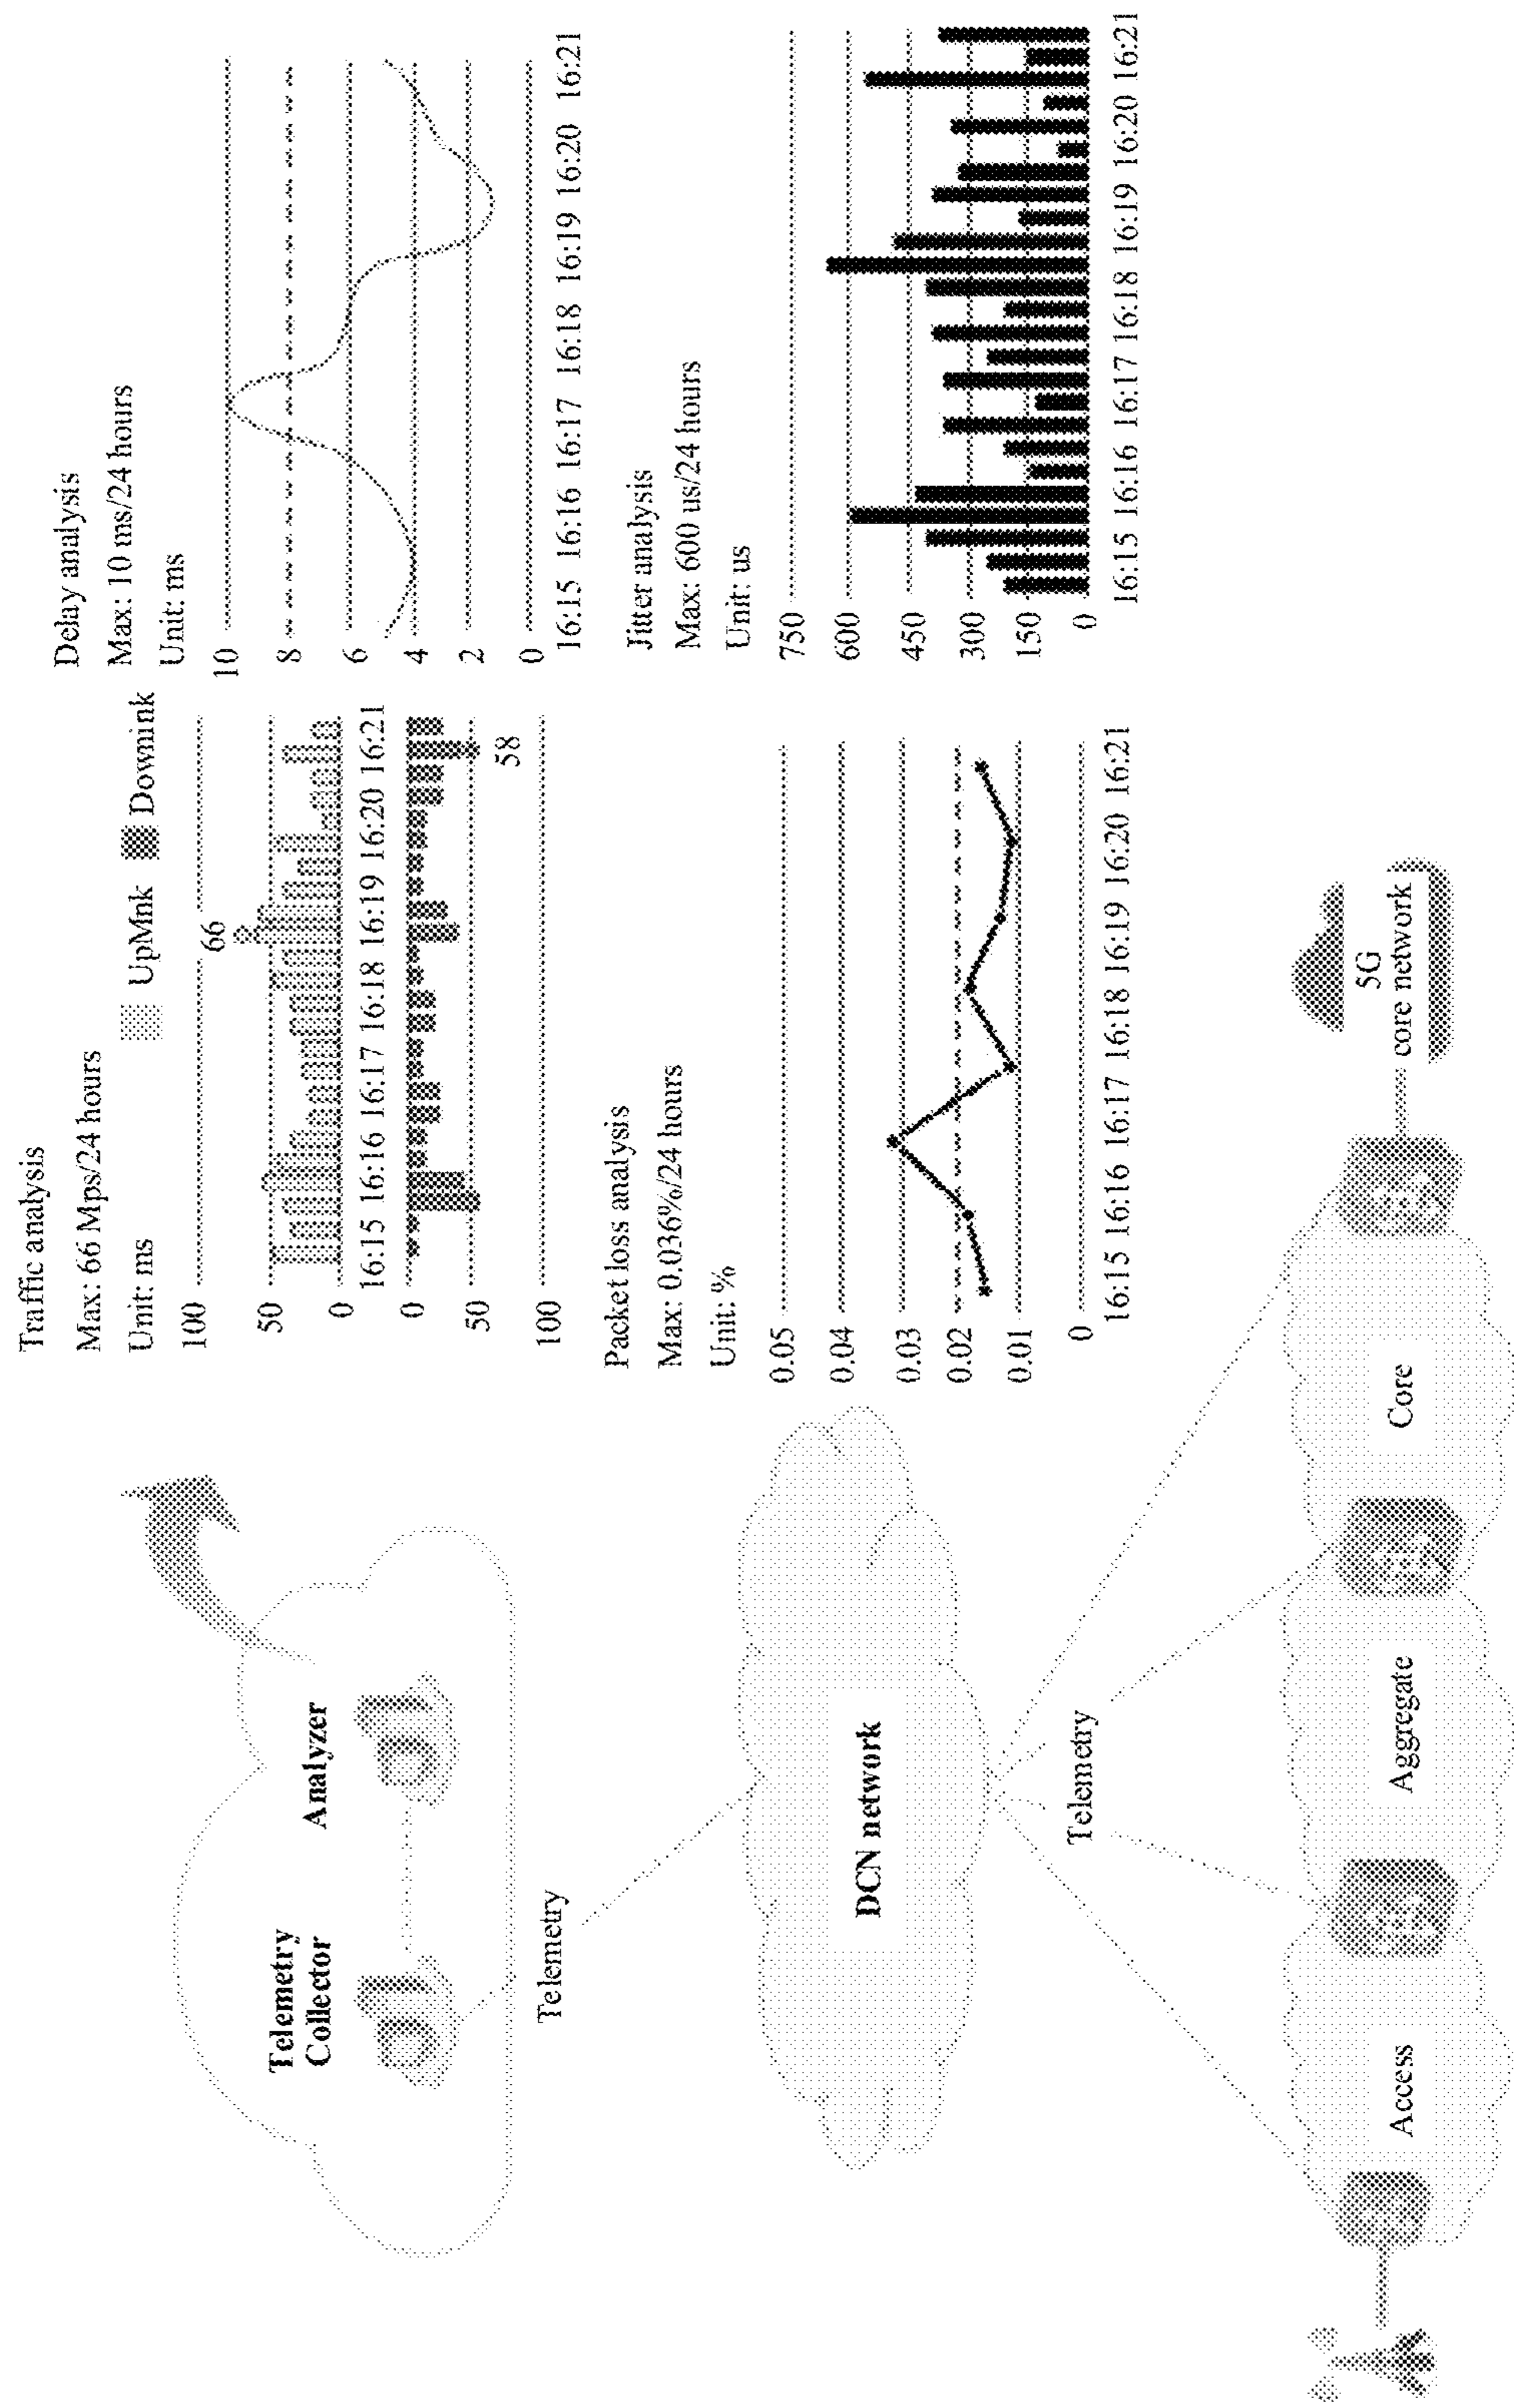 Traffic analysis
Max: 66 Mps/24 hours
Unit: ms
UpMnk
Downink
100
50
0
66
16:15 16:16 16:17 16:18 16:19 16:20 16:21
0
50
100
58
Delay analysis
Max: 10 ms/24 hours
Unit: ms
10
8
6
4
2
0
16:15 16:16 16:17 16:18 16:19 16:20 16:21
Packet loss analysis
Max: 0.036%/24 hours
Unit: %
0.05
0.04
0.03
0.02
0.01
0
16:15 16:16 16:17 16:18 16:19 16:20 16:21
Jitter analysis
Max: 600 us/24 hours
Unit: us
750
600
450
300
150
0
16:15 16:16 16:17 16:18 16:19 16:20 16:21
Telemetry
Collector
Analyzer
Telemetry
DCN network
Telemetry
Access
Aggregate
Core
5G
core network